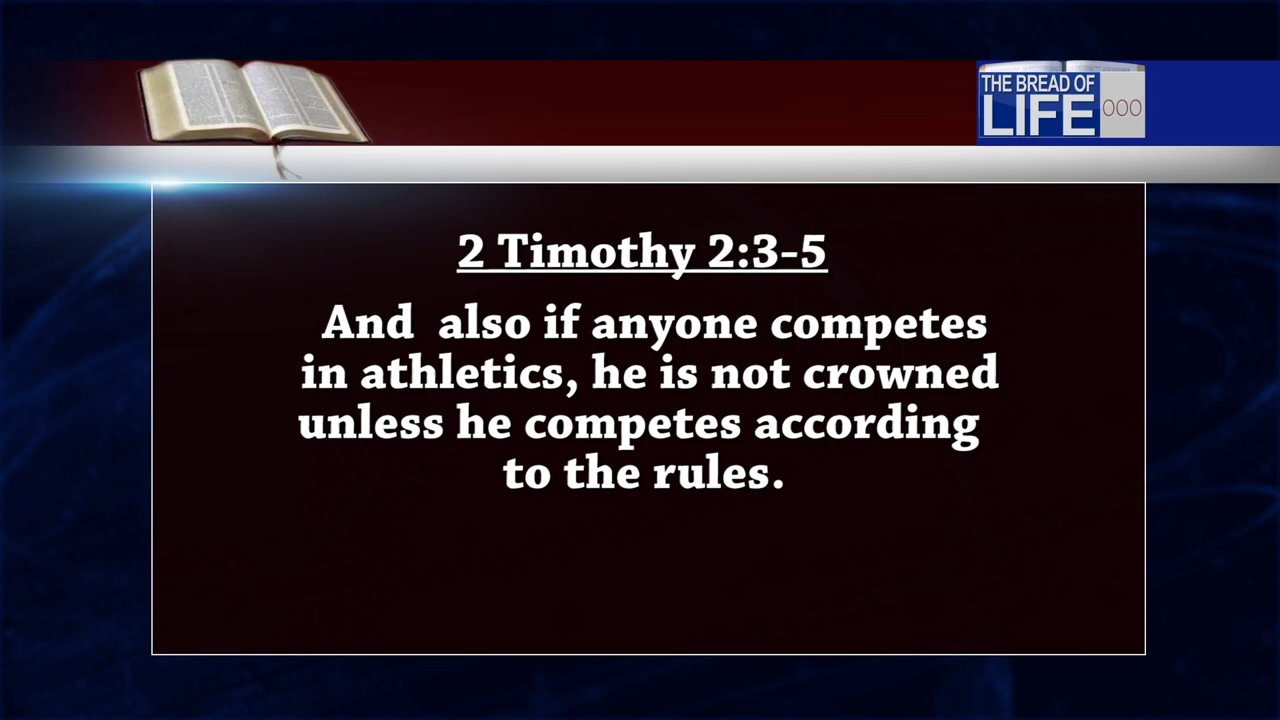 THE BREAD OF
LIFE
000
2 Timothy 2:3-5
And also if anyone competes
in athletics, he is not crowned
unless he competes according
to the rules.